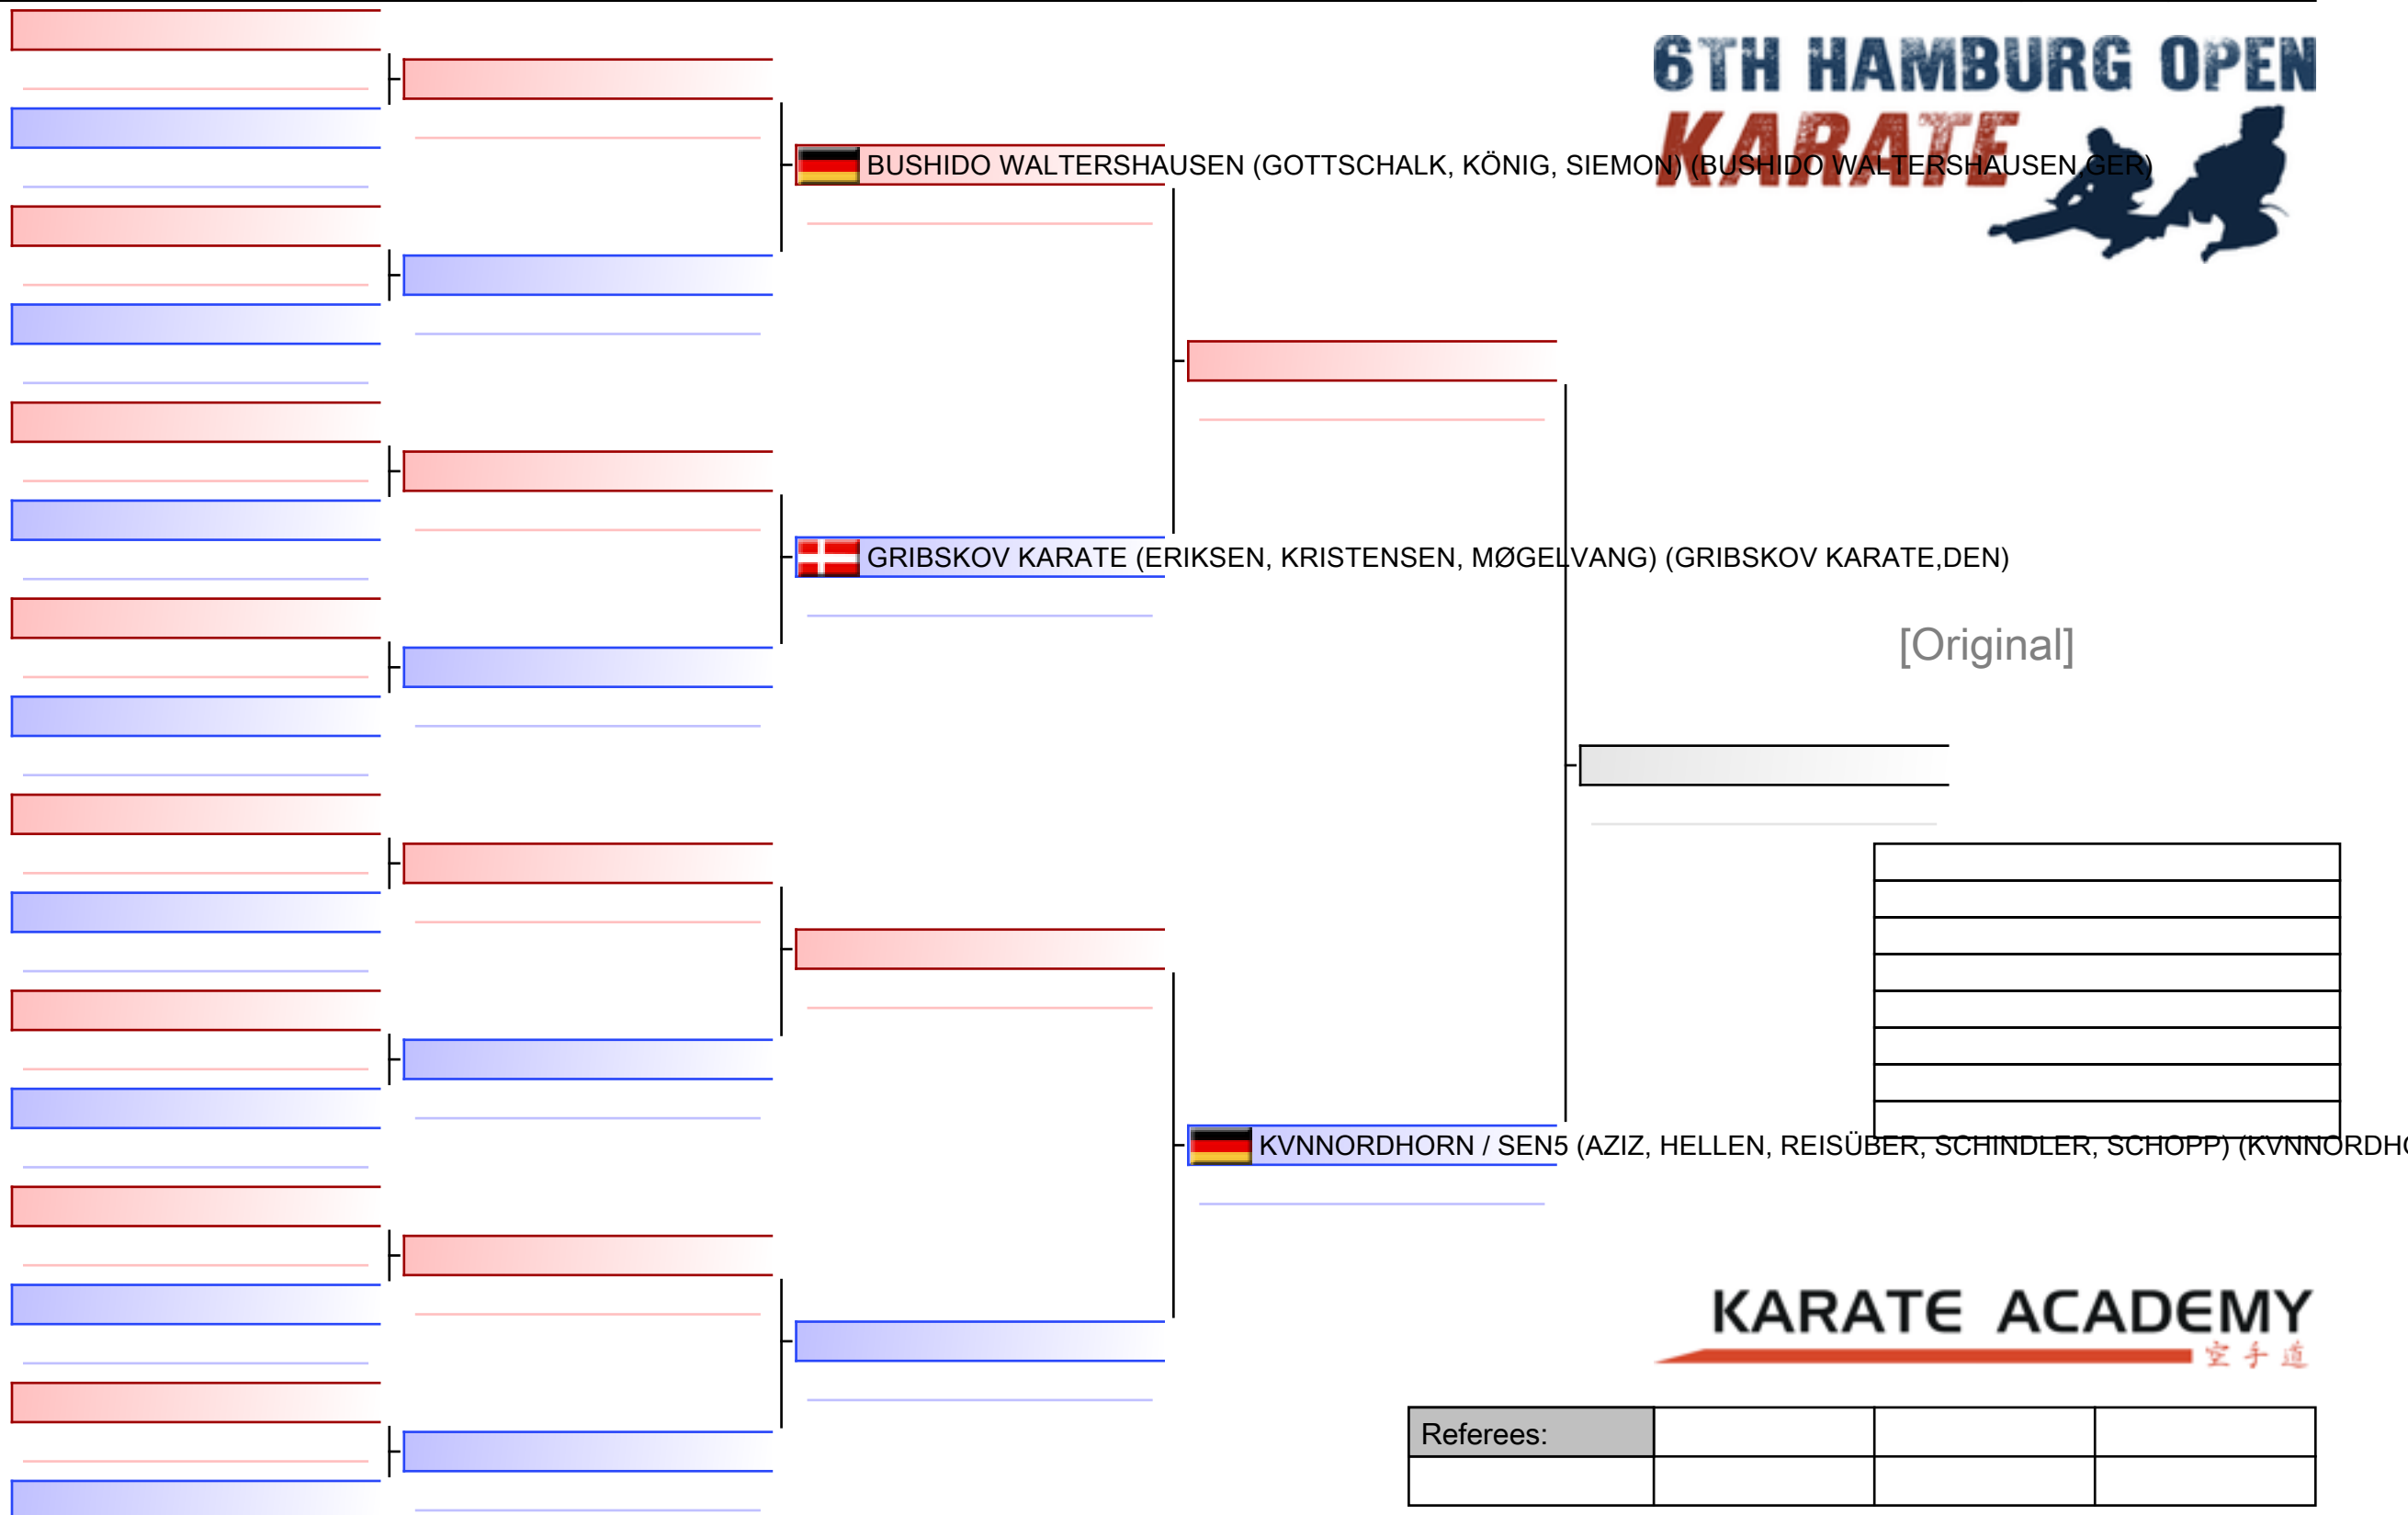 6TH HAMBURG OPEN
KARATE
BUSHIDO WALTERSHAUSEN (GOTTSCHALK, KÖNIG, SIEMON) (BUSHIDO WALTERSHAUSEN,GER)
GRIBSKOV KARATE (ERIKSEN, KRISTENSEN, MØGELVANG) (GRIBSKOV KARATE,DEN)
[Original]
KVNNORDHORN / SEN5 (AZIZ, HELLEN, REISÜBER, SCHINDLER, SCHOPP) (KVNNORDHO
KARATE ACADEMY
空手道
Referees: